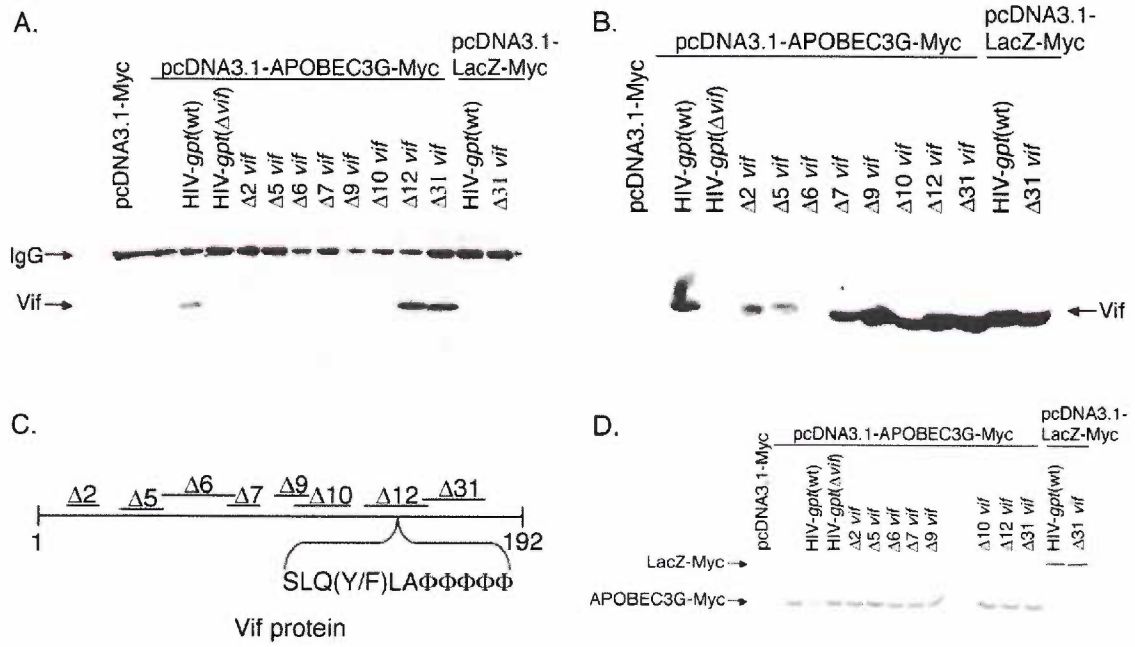 A.
pcDNA3.1-Myc
pcDNA3.1-APOBEC3G-Myc
pcDNA3.1-
LacZ-Myc
HIV-gpt(wt)
HIV-gpt(Δvif)
Δ2 vif
Δ5 vif
Δ6 vif
Δ7 vif
Δ9 vif
Δ10 vif
Δ12 vif
Δ31 vif
HIV-gpt(wt)
Δ31 vif
IgG
Vif
B.
pcDNA3.1-Myc
pcDNA3.1-APOBEC3G-Myc
pcDNA3.1-
LacZ-Myc
HIV-gpt(wt)
HIV-gpt(Δvif)
Δ2 vif
Δ5 vif
Δ6 vif
Δ7 vif
Δ9 vif
Δ10 vif
Δ12 vif
Δ31 vif
HIV-gpt(wt)
Δ31 vif
Vif
C.
Δ2 Δ5 Δ6 Δ7 Δ9 Δ10 Δ12 Δ31
1 192
SLQ(Y/F)LAΦΦΦΦΦ
Vif protein
D.
pcDNA3.1-Myc
pcDNA3.1-APOBEC3G-Myc
pcDNA3.1-
LacZ-Myc
HIV-gpt(wt)
HIV-gpt(Δvif)
Δ2 vif
Δ5 vif
Δ6 vif
Δ7 vif
Δ9 vif
Δ10 vif
Δ12 vif
Δ31 vif
HIV-gpt(wt)
Δ31 vif
LacZ-Myc
APOBEC3G-Myc